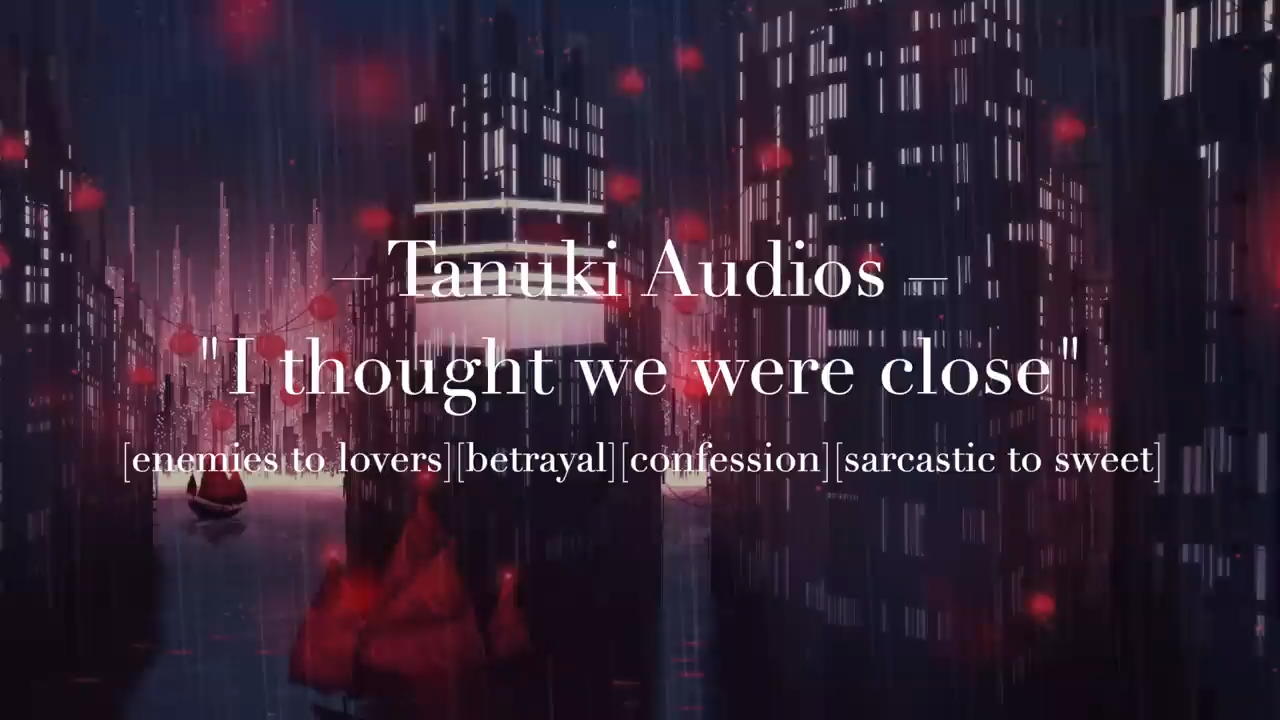 – Tanuki Audios –
"I thought we were close"
[enemies to lovers][betrayal][confession][sarcastic to sweet]